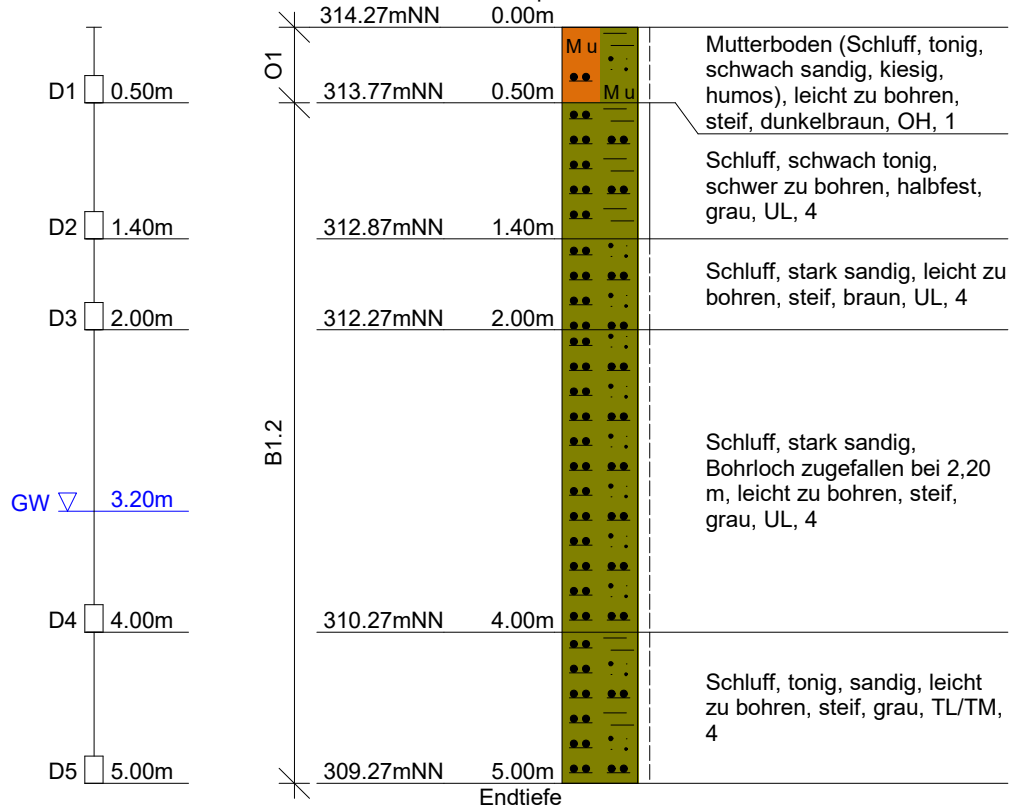 314.27mNN 0.00m
O1
M u
M u
Mutterboden (Schluff, tonig,
schwach sandig, kiesig,
humos), leicht zu bohren,
steif, dunkelbraun, OH, 1
D1 0.50m
313.77mNN 0.50m
Schluff, schwach tonig,
schwer zu bohren, halbfest,
grau, UL, 4
D2 1.40m
312.87mNN 1.40m
Schluff, stark sandig, leicht zu
bohren, steif, braun, UL, 4
D3 2.00m
312.27mNN 2.00m
B1.2
Schluff, stark sandig,
Bohrloch zugefallen bei 2,20
m, leicht zu bohren, steif,
grau, UL, 4
GW 3.20m
D4 4.00m
310.27mNN 4.00m
Schluff, tonig, sandig, leicht
zu bohren, steif, grau, TL/TM,
4
D5 5.00m
309.27mNN 5.00m
Endtiefe